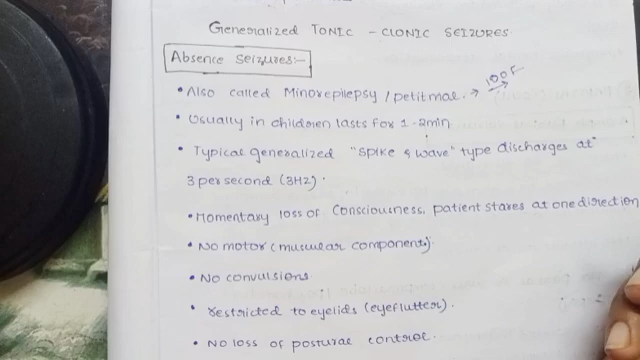 Generalized TONIC - CLONIC SEIZURES
Absence seizures:-
• Also called Minorepilepsy / petitmal. → LOOF
• Usually in children lasts for 1-2min
• Typical generalized "spike & wave" type discharges at
3 per second (3Hz).
• Momentary loss of consciousness, patient stares at one direction
• No motor (muscular components).
• No convulsions
• restricted to eyelids (eyeflutter).
• No loss of postural control.